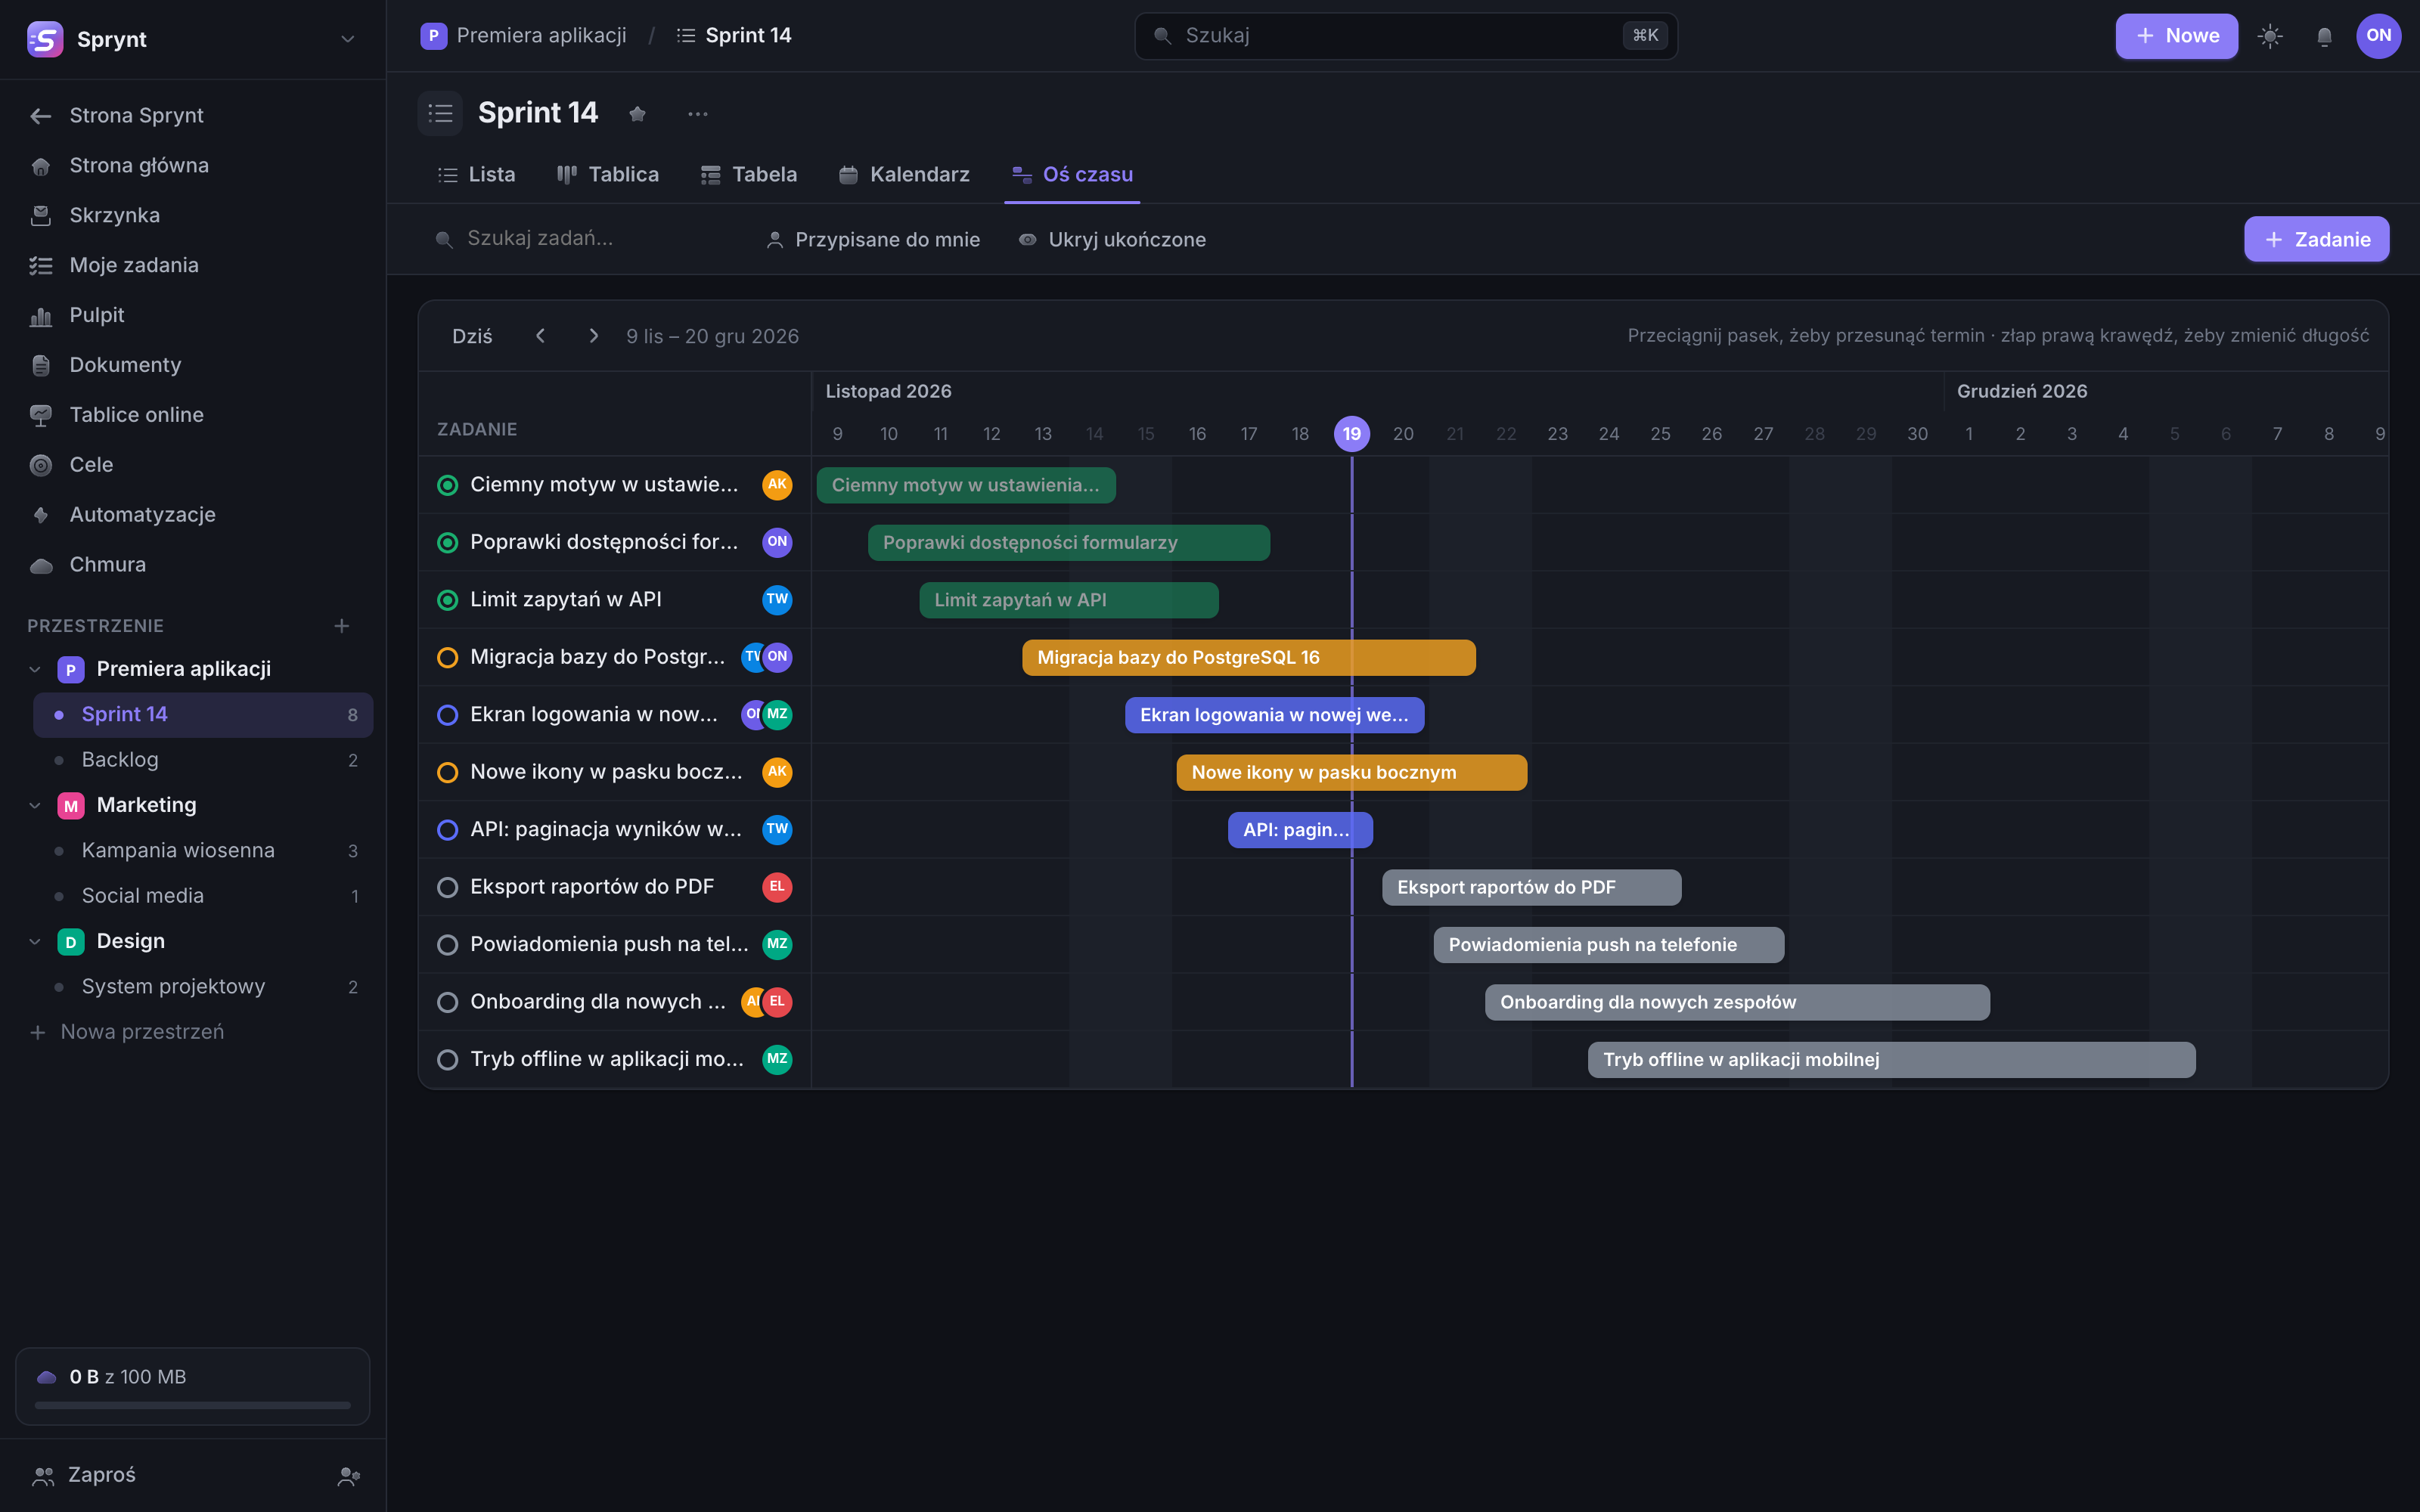 Sprynt
Premiera aplikacji / Sprint 14
Szukaj
⌘K
Nowe
ON
Strona Sprynt
Strona główna
Skrzynka
Moje zadania
Pulpit
Dokumenty
Tablice online
Cele
Automatyzacje
Chmura
PRZESTRZENIE
P Premiera aplikacji
Sprint 14 8
Backlog 2
M Marketing
Kampania wiosenna 3
Social media 1
D Design
System projektowy 2
Nowa przestrzeń
0 B z 100 MB
Zaproś
Sprint 14
Lista Tablica Tabela Kalendarz Oś czasu
Szukaj zadań... Przypisane do mnie Ukryj ukończone
Zadanie
Dziś 9 lis – 20 gru 2026
Przeciągnij pasek, żeby przesunąć termin · złap prawą krawędź, żeby zmienić długość
Listopad 2026 Grudzień 2026
ZADANIE
9 10 11 12 13 14 15 16 17 18 19 20 21 22 23 24 25 26 27 28 29 30 1 2 3 4 5 6 7 8 9
Ciemny motyw w ustawie... AK Ciemny motyw w ustawienia...
Poprawki dostępności for... ON Poprawki dostępności formularzy
Limit zapytań w API TW Limit zapytań w API
Migracja bazy do Postgr... TW ON Migracja bazy do PostgreSQL 16
Ekran logowania w now... ON MZ Ekran logowania w nowej we...
Nowe ikony w pasku bocz... AK Nowe ikony w pasku bocznym
API: paginacja wyników w... TW API: pagin...
Eksport raportów do PDF EL Eksport raportów do PDF
Powiadomienia push na tel... MZ Powiadomienia push na telefonie
Onboarding dla nowych ... EL Onboarding dla nowych zespołów
Tryb offline w aplikacji mo... MZ Tryb offline w aplikacji mobilnej